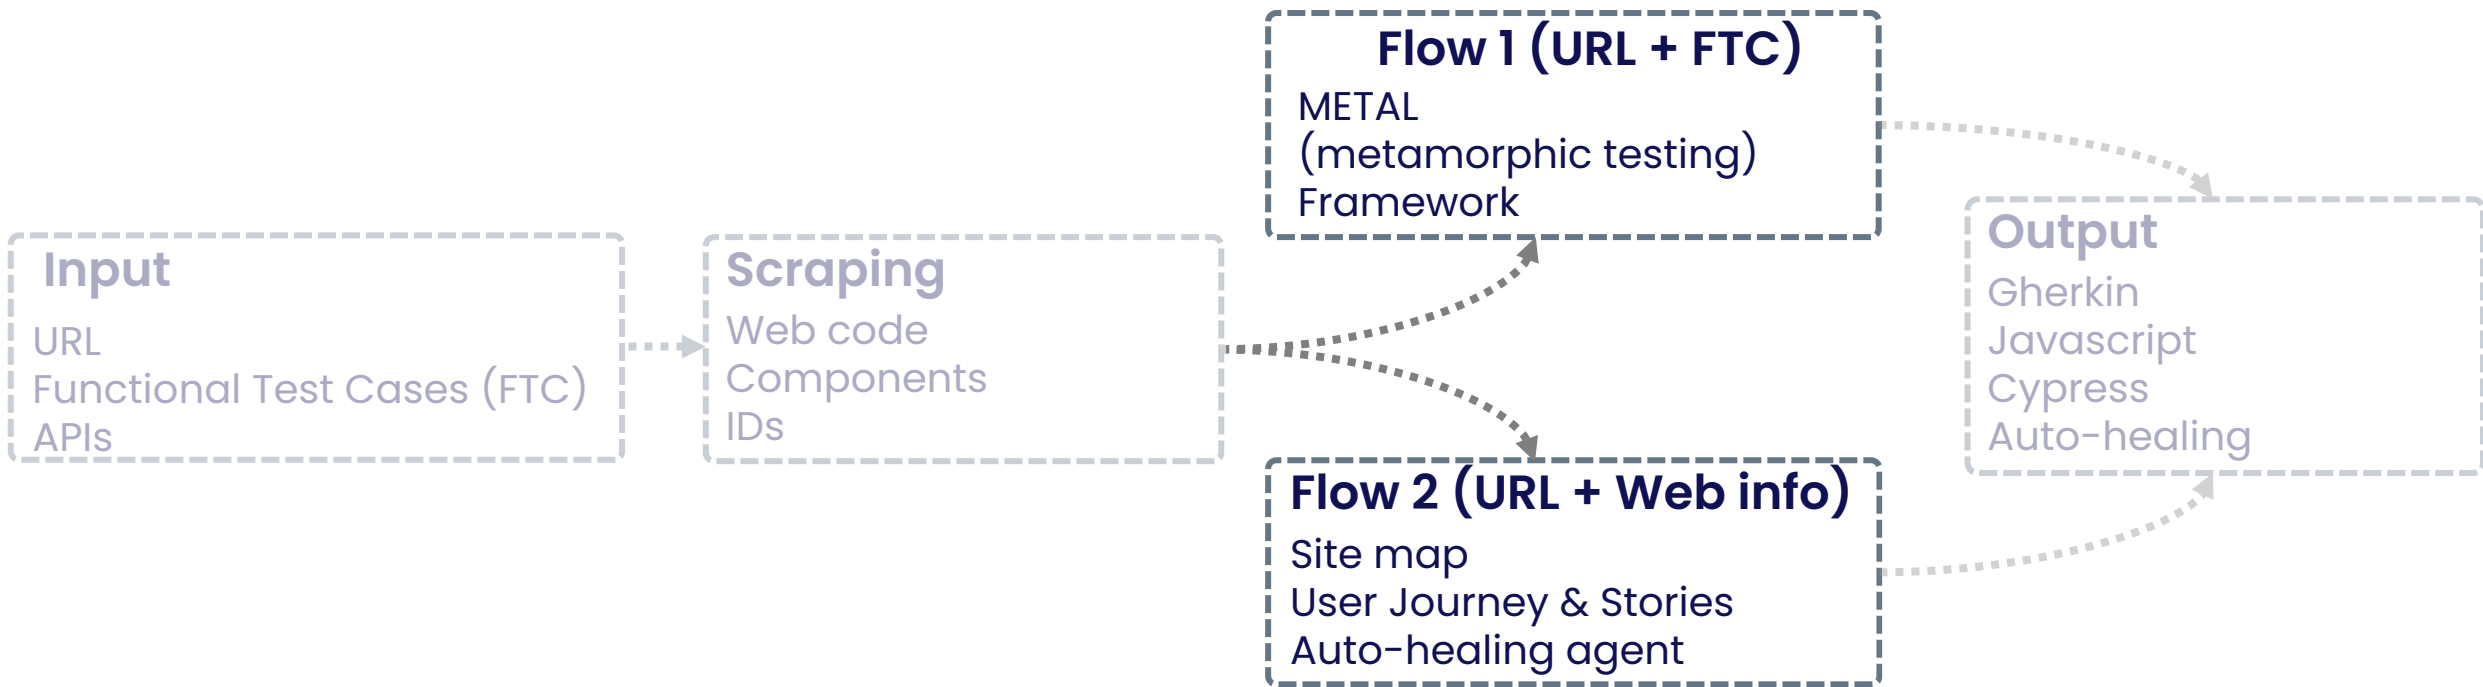 Input
URL
Functional Test Cases (FTC)
APIs
Scraping
Web code
Components
IDs
Flow 1 (URL + FTC)
METAL
(metamorphic testing)
Framework
Flow 2 (URL + Web info)
Site map
User Journey & Stories
Auto-healing agent
Output
Gherkin
Javascript
Cypress
Auto-healing